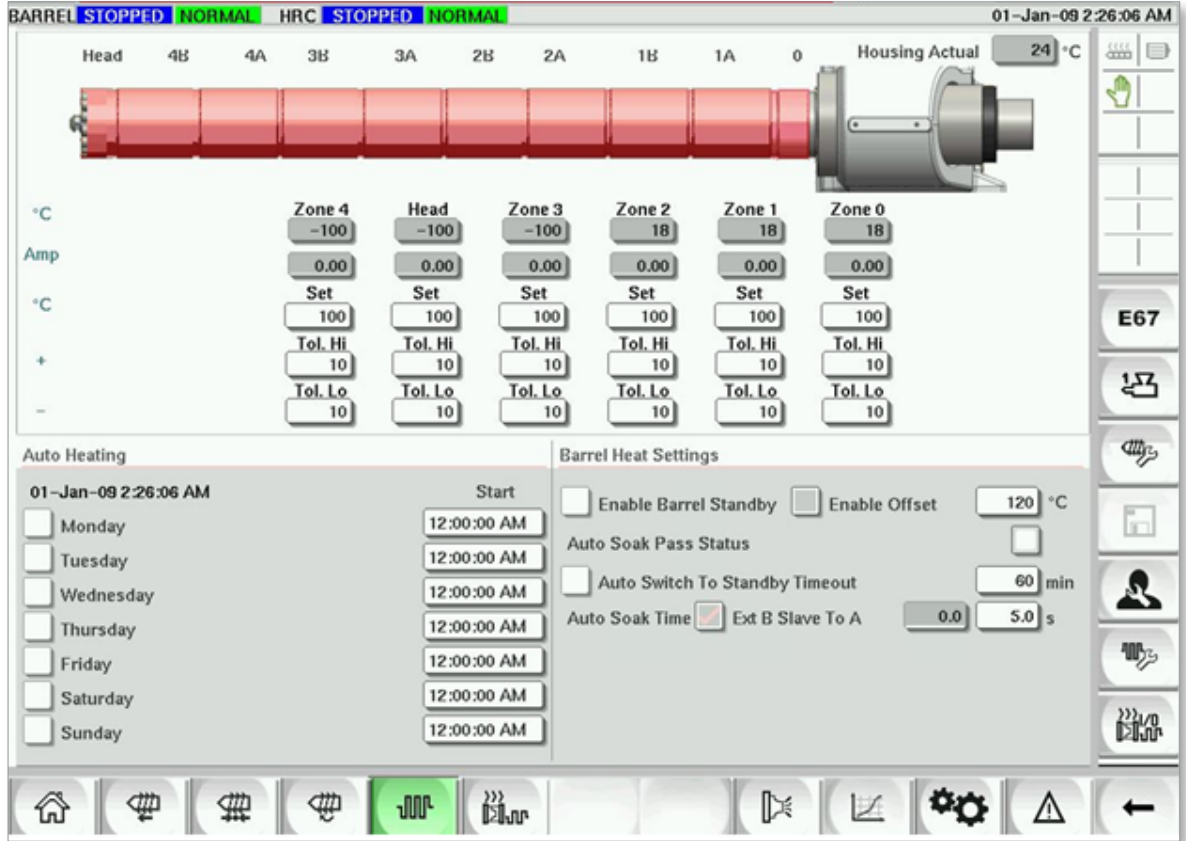 BARREL STOPPED NORMAL HRC STOPPED NORMAL 01-Jan-09 2:26:06 AM
Head 4B 4A 3B 3A 2B 2A 1B 1A 0 Housing Actual 24 °C
°C Zone 4 Head Zone 3 Zone 2 Zone 1 Zone 0
-100 -100 -100 18 18 18
Amp 0.00 0.00 0.00 0.00 0.00 0.00
Set Set Set Set Set Set
°C 100 100 100 100 100 100
Tol. Hi Tol. Hi Tol. Hi Tol. Hi Tol. Hi Tol. Hi
+ 10 10 10 10 10 10
Tol. Lo Tol. Lo Tol. Lo Tol. Lo Tol. Lo Tol. Lo
- 10 10 10 10 10 10
Auto Heating
01-Jan-09 2:26:06 AM Start
Monday 12:00:00 AM
Tuesday 12:00:00 AM
Wednesday 12:00:00 AM
Thursday 12:00:00 AM
Friday 12:00:00 AM
Saturday 12:00:00 AM
Sunday 12:00:00 AM
Barrel Heat Settings
Enable Barrel Standby Enable Offset 120 °C
Auto Soak Pass Status
Auto Switch To Standby Timeout 60 min
Auto Soak Time Ext B Slave To A 0.0 5.0 s
E67
1
I/O